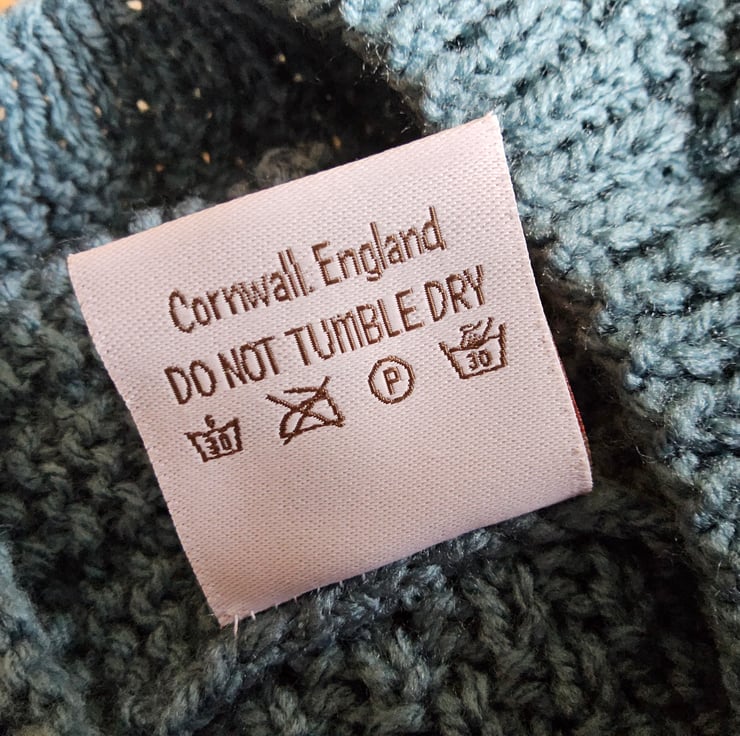 Cornwall. England
DO NOT TUMBLE DRY
30 P 30